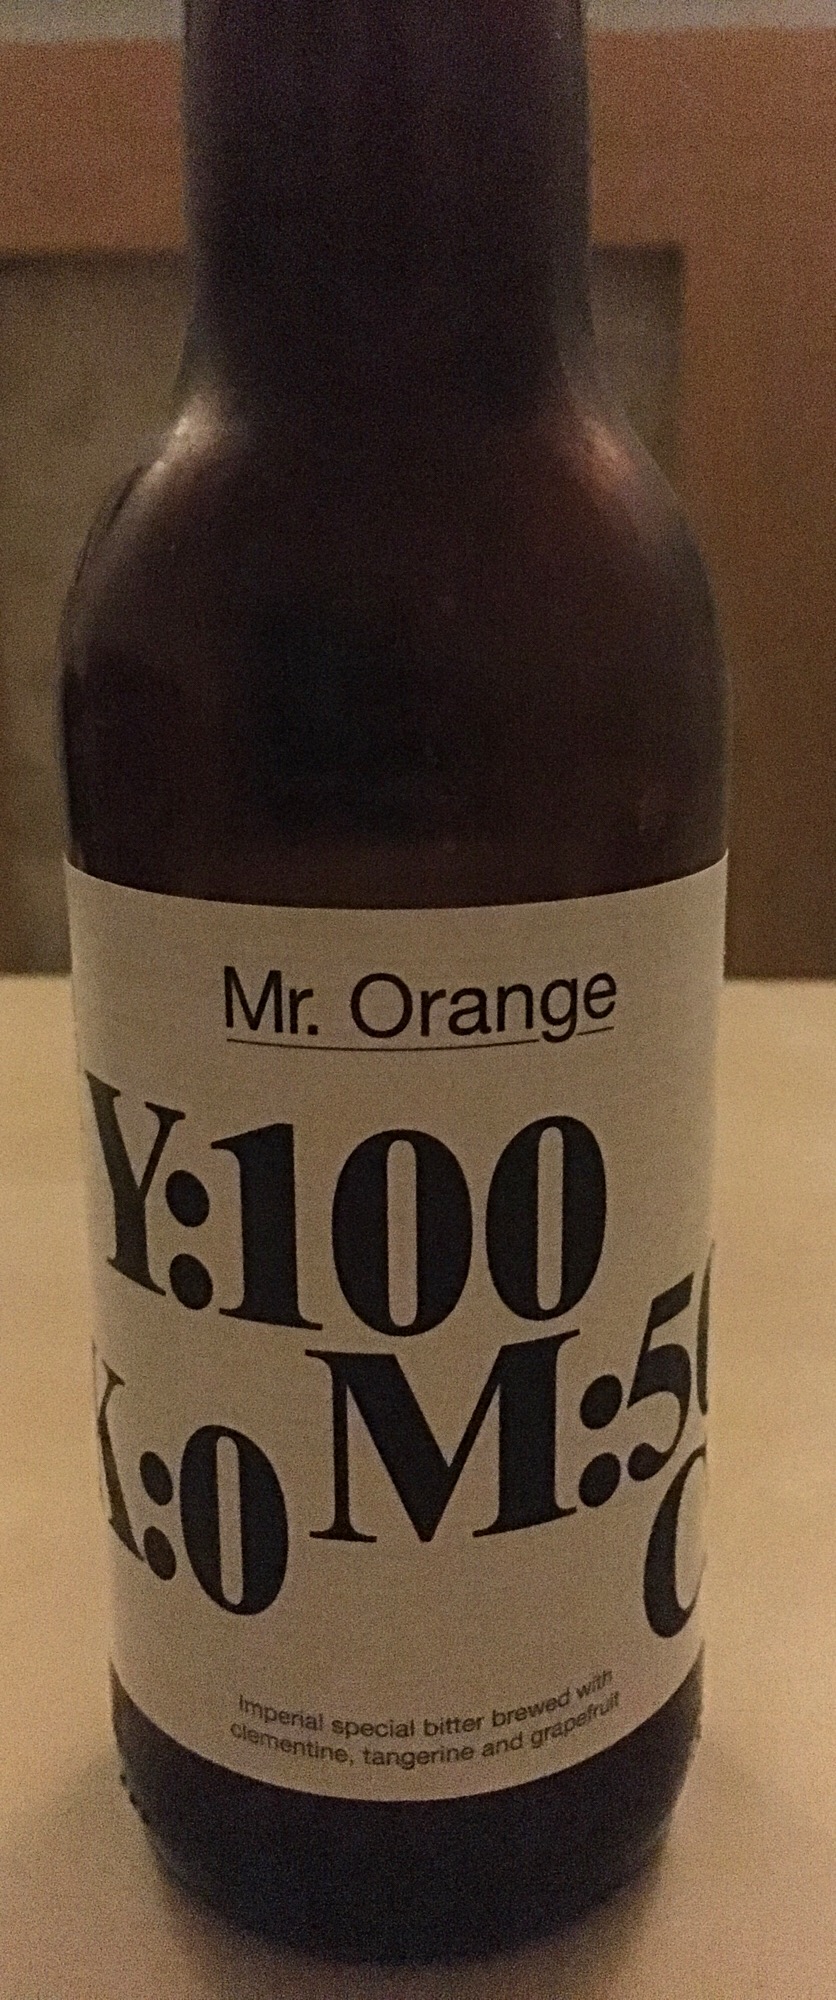 Mr. Orange
Y:100
M:50
K:0
C
Imperial special bitter brewed with
clementine, tangerine and grapefruit